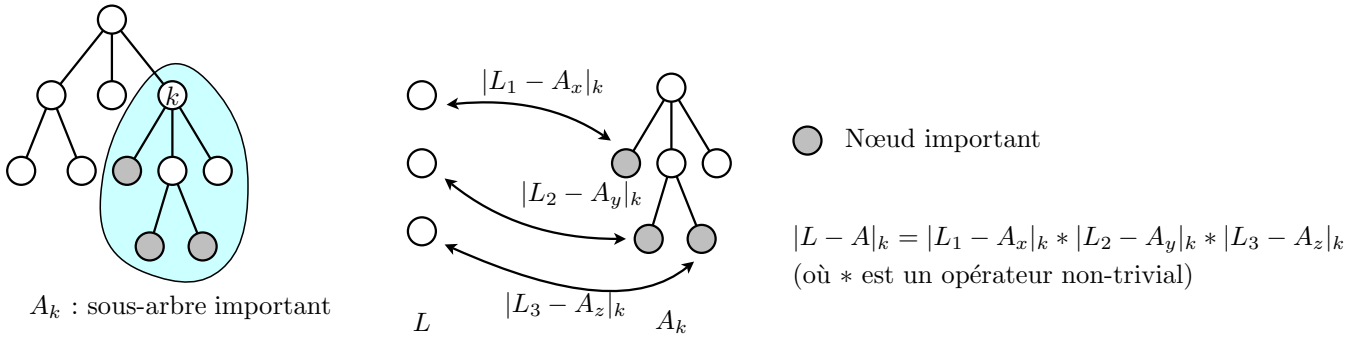 k
A_k : sous-arbre important
|L_1 − A_x|_k
|L_2 − A_y|_k
|L_3 − A_z|_k
L
A_k
Nœud important
|L − A|_k = |L_1 − A_x|_k ∗ |L_2 − A_y|_k ∗ |L_3 − A_z|_k
(où ∗ est un opérateur non-trivial)